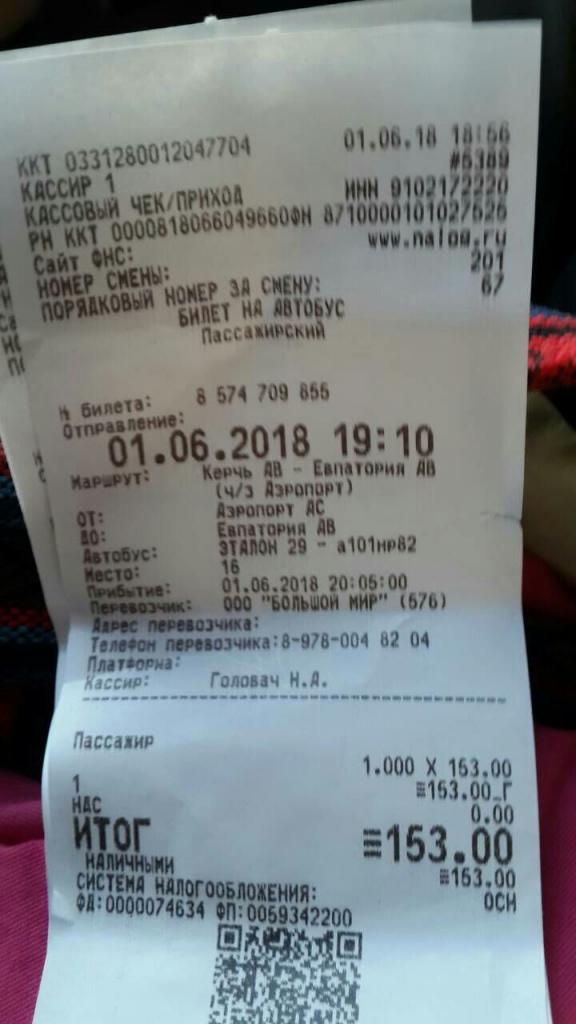 ККТ 0331280012047704 01.06.18 18:56
КАССИР 1 #5389
КАССОВЫЙ ЧЕК/ПРИХОД ИНН 9102172220
РН ККТ 0000818066049660ФН 8710000101027526
Сайт ФНС: www.nalog.ru
НОМЕР СМЕНЫ: 201
ПОРЯДКОВЫЙ НОМЕР ЗА СМЕНУ: 67
БИЛЕТ НА АВТОБУС
Пассажирский
№ билета: 8 574 709 855
Отправление:
01.06.2018 19:10
Маршрут: Керчь АВ - Евпатория АВ
(ч/з Аэропорт)
ОТ: Аэропорт АС
ДО: Евпатория АВ
Автобус: ЭТАЛОН 29 - а101нр82
Место: 16
Прибытие: 01.06.2018 20:05:00
Перевозчик: ООО "БОЛЬШОЙ МИР" (576)
Адрес перевозчика:
Телефон перевозчика:8-978-004 82 04
Платформа:
Кассир: Головач Н.А.
Пассажир
1.000 X 153.00
1 ≡153.00_Г
НДС 0.00
ИТОГ ≡153.00
НАЛИЧНЫМИ ≡153.00
СИСТЕМА НАЛОГООБЛОЖЕНИЯ: ОСН
ФД:0000074634 ФП:0059342200